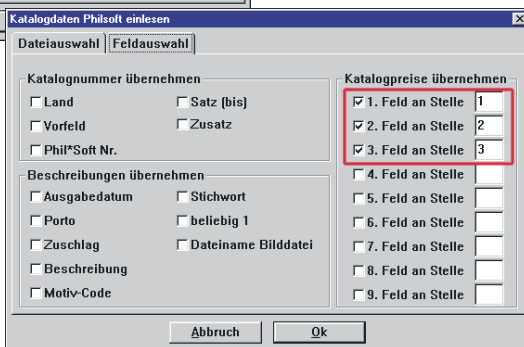 Katalogdaten Philsoft einlesen
Dateiauswahl Feldauswahl
Katalognummer übernehmen
Land
Satz (bis)
Vorfeld
Zusatz
Phil*Soft Nr.
Beschreibungen übernehmen
Ausgabedatum
Stichwort
Porto
beliebig 1
Zuschlag
Dateiname Bilddatei
Beschreibung
Motiv-Code
Katalogpreise übernehmen
1. Feld an Stelle 1
2. Feld an Stelle 2
3. Feld an Stelle 3
4. Feld an Stelle
5. Feld an Stelle
6. Feld an Stelle
7. Feld an Stelle
8. Feld an Stelle
9. Feld an Stelle
Abbruch Ok